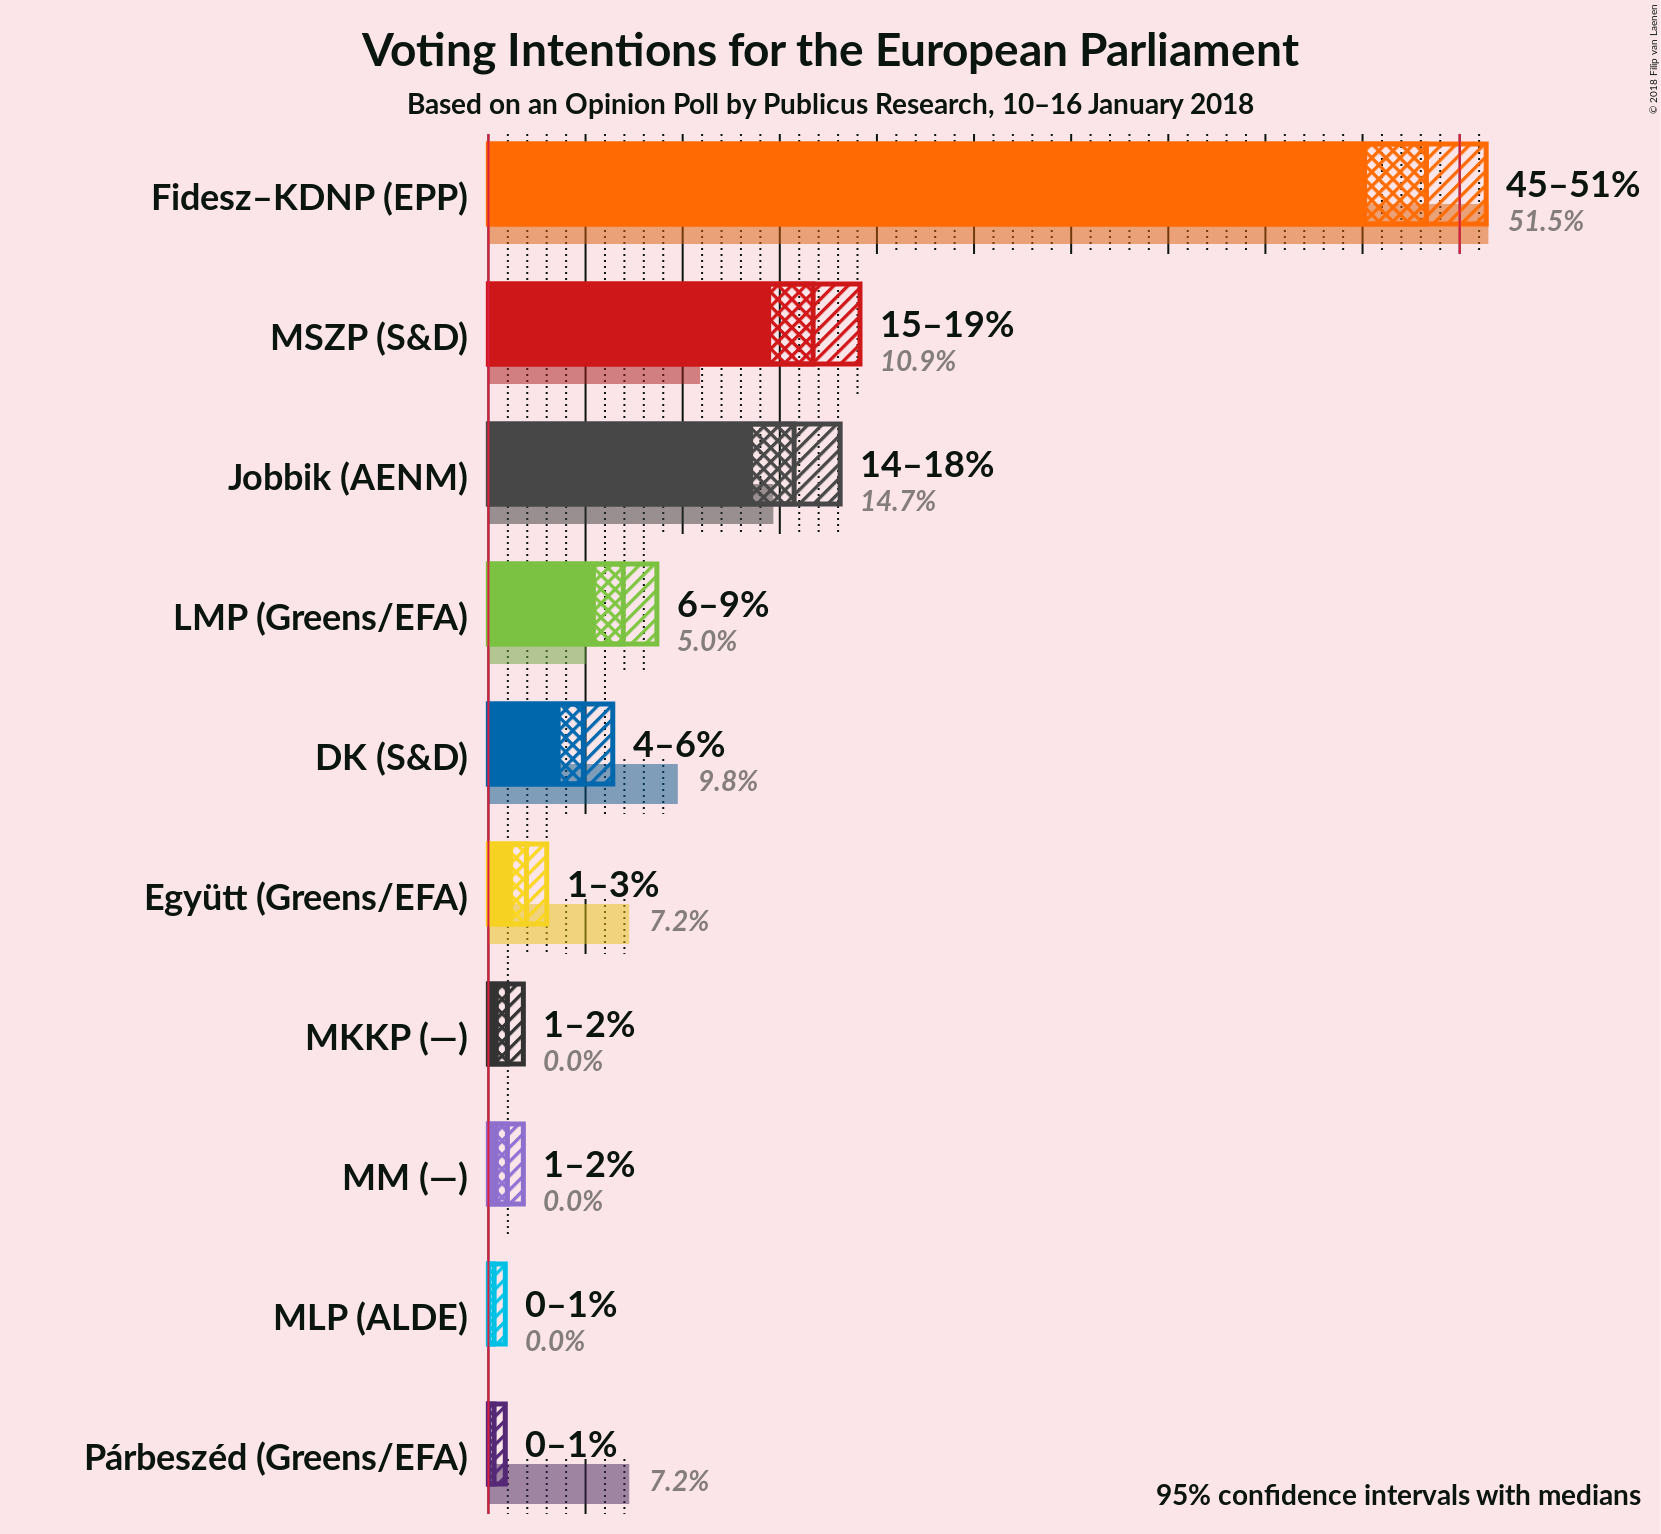 Voting Intentions for the European Parliament
Based on an Opinion Poll by Publicus Research, 10–16 January 2018
© 2018 Filip van Laenen
Fidesz–KDNP (EPP)
45–51%
51.5%
MSZP (S&D)
15–19%
10.9%
Jobbik (AENM)
14–18%
14.7%
LMP (Greens/EFA)
6–9%
5.0%
DK (S&D)
4–6%
9.8%
Együtt (Greens/EFA)
1–3%
7.2%
MKKP (—)
1–2%
0.0%
MM (—)
1–2%
0.0%
MLP (ALDE)
0–1%
0.0%
Párbeszéd (Greens/EFA)
0–1%
7.2%
95% confidence intervals with medians